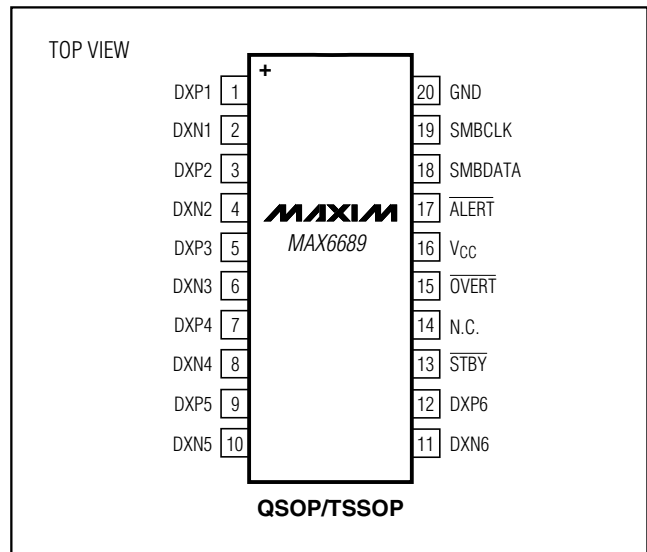 TOP VIEW
+
DXP1 1 20 GND
DXN1 2 19 SMBCLK
DXP2 3 18 SMBDATA
DXN2 4 MAXIM 17 ALERT
DXP3 5 MAX6689 16 VCC
DXN3 6 15 OVERT
DXP4 7 14 N.C.
DXN4 8 13 STBY
DXP5 9 12 DXP6
DXN5 10 11 DXN6
QSOP/TSSOP